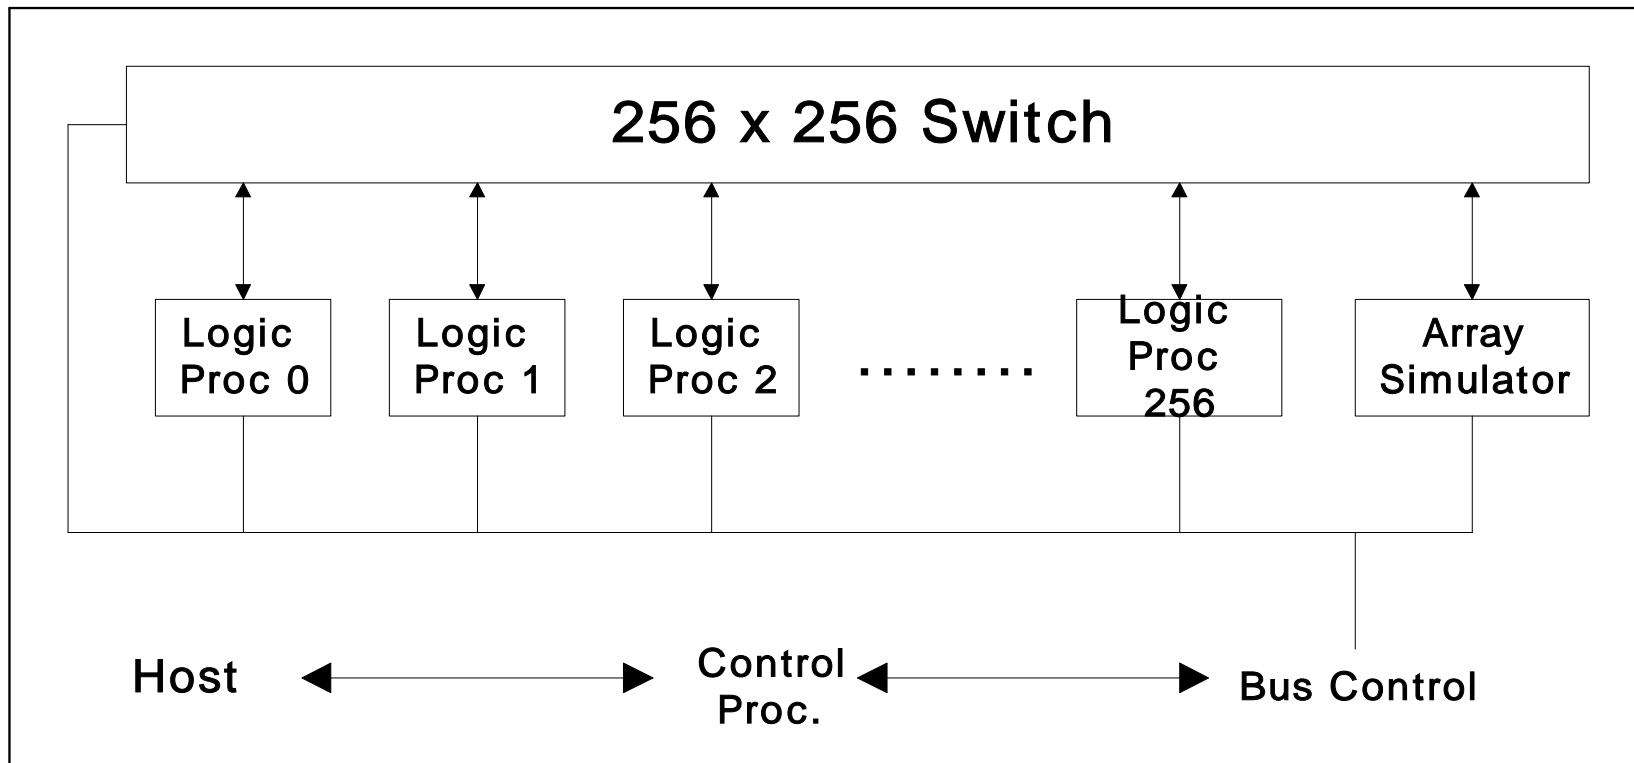 256 x 256 Switch
Logic
Proc 0
Logic
Proc 1
Logic
Proc 2
........
Logic
Proc
256
Array
Simulator
Host
Control
Proc.
Bus Control